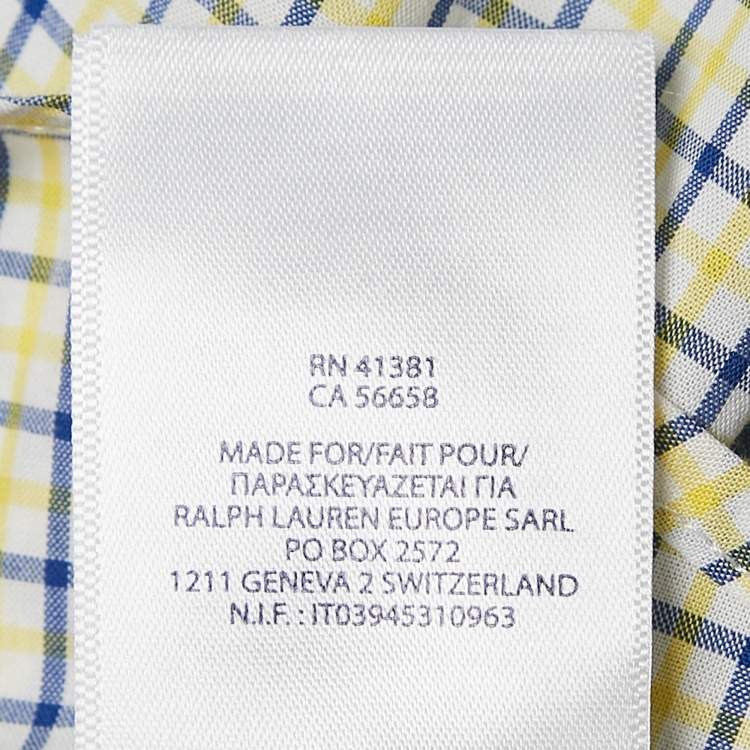 RN 41381
CA 56658
MADE FOR/FAIT POUR/
ΠΑΡΑΣΚΕΥΑΖΕΤΑΙ ΓΙΑ
RALPH LAUREN EUROPE SARL
PO BOX 2572
1211 GENEVA 2 SWITZERLAND
N.I.F. : IT03945310963